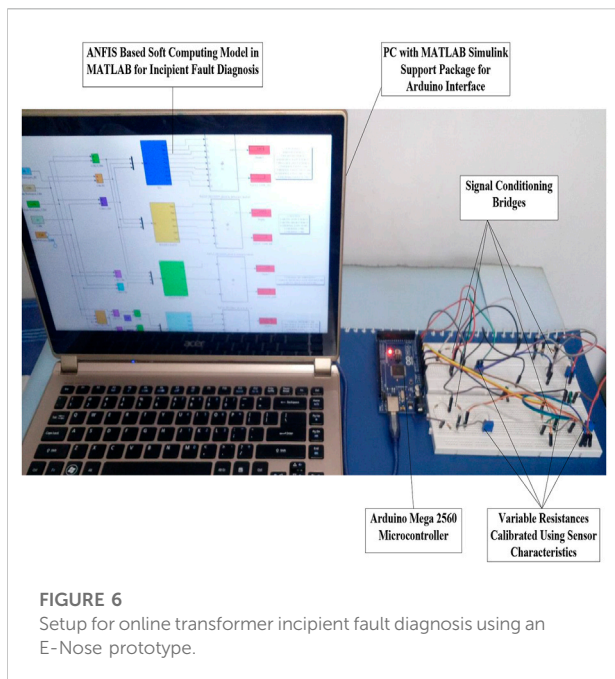 ANFIS Based Soft Computing Model in
MATLAB for Incipient Fault Diagnosis
PC with MATLAB Simulink
Support Package for
Arduino Interface
Signal Conditioning
Bridges
acer
Arduino Mega 2560
Microcontroller
Variable Resistances
Calibrated Using Sensor
Characteristics
FIGURE 6
Setup for online transformer incipient fault diagnosis using an
E-Nose prototype.